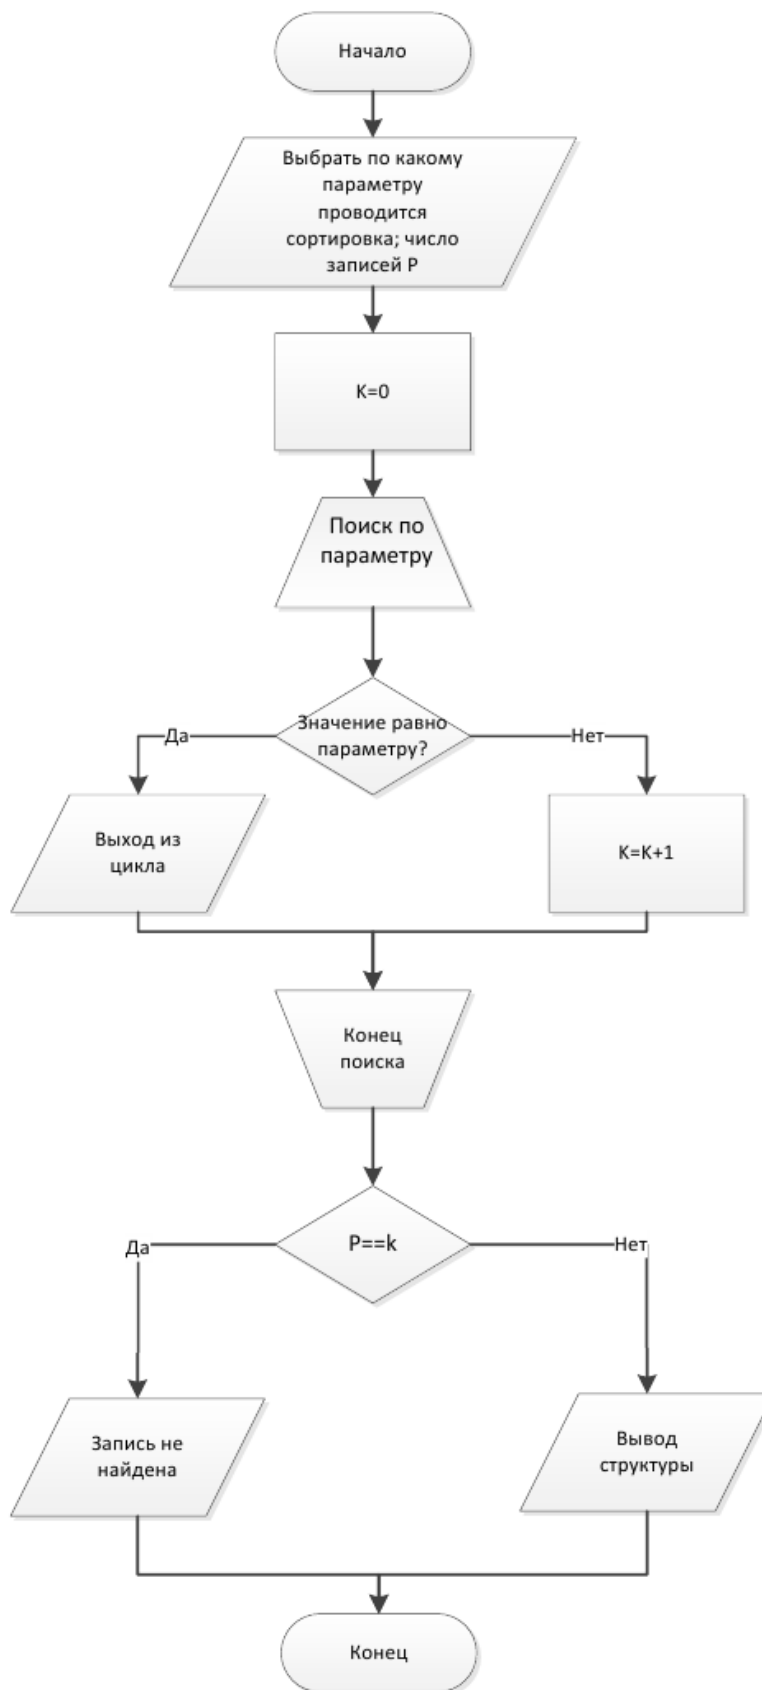 Начало
Выбрать по какому
параметру
проводится
сортировка; число
записей P
K=0
Поиск по
параметру
Значение равно
параметру?
Да
Нет
Выход из
цикла
K=K+1
Конец
поиска
P==k
Да
Нет
Запись не
найдена
Вывод
структуры
Конец